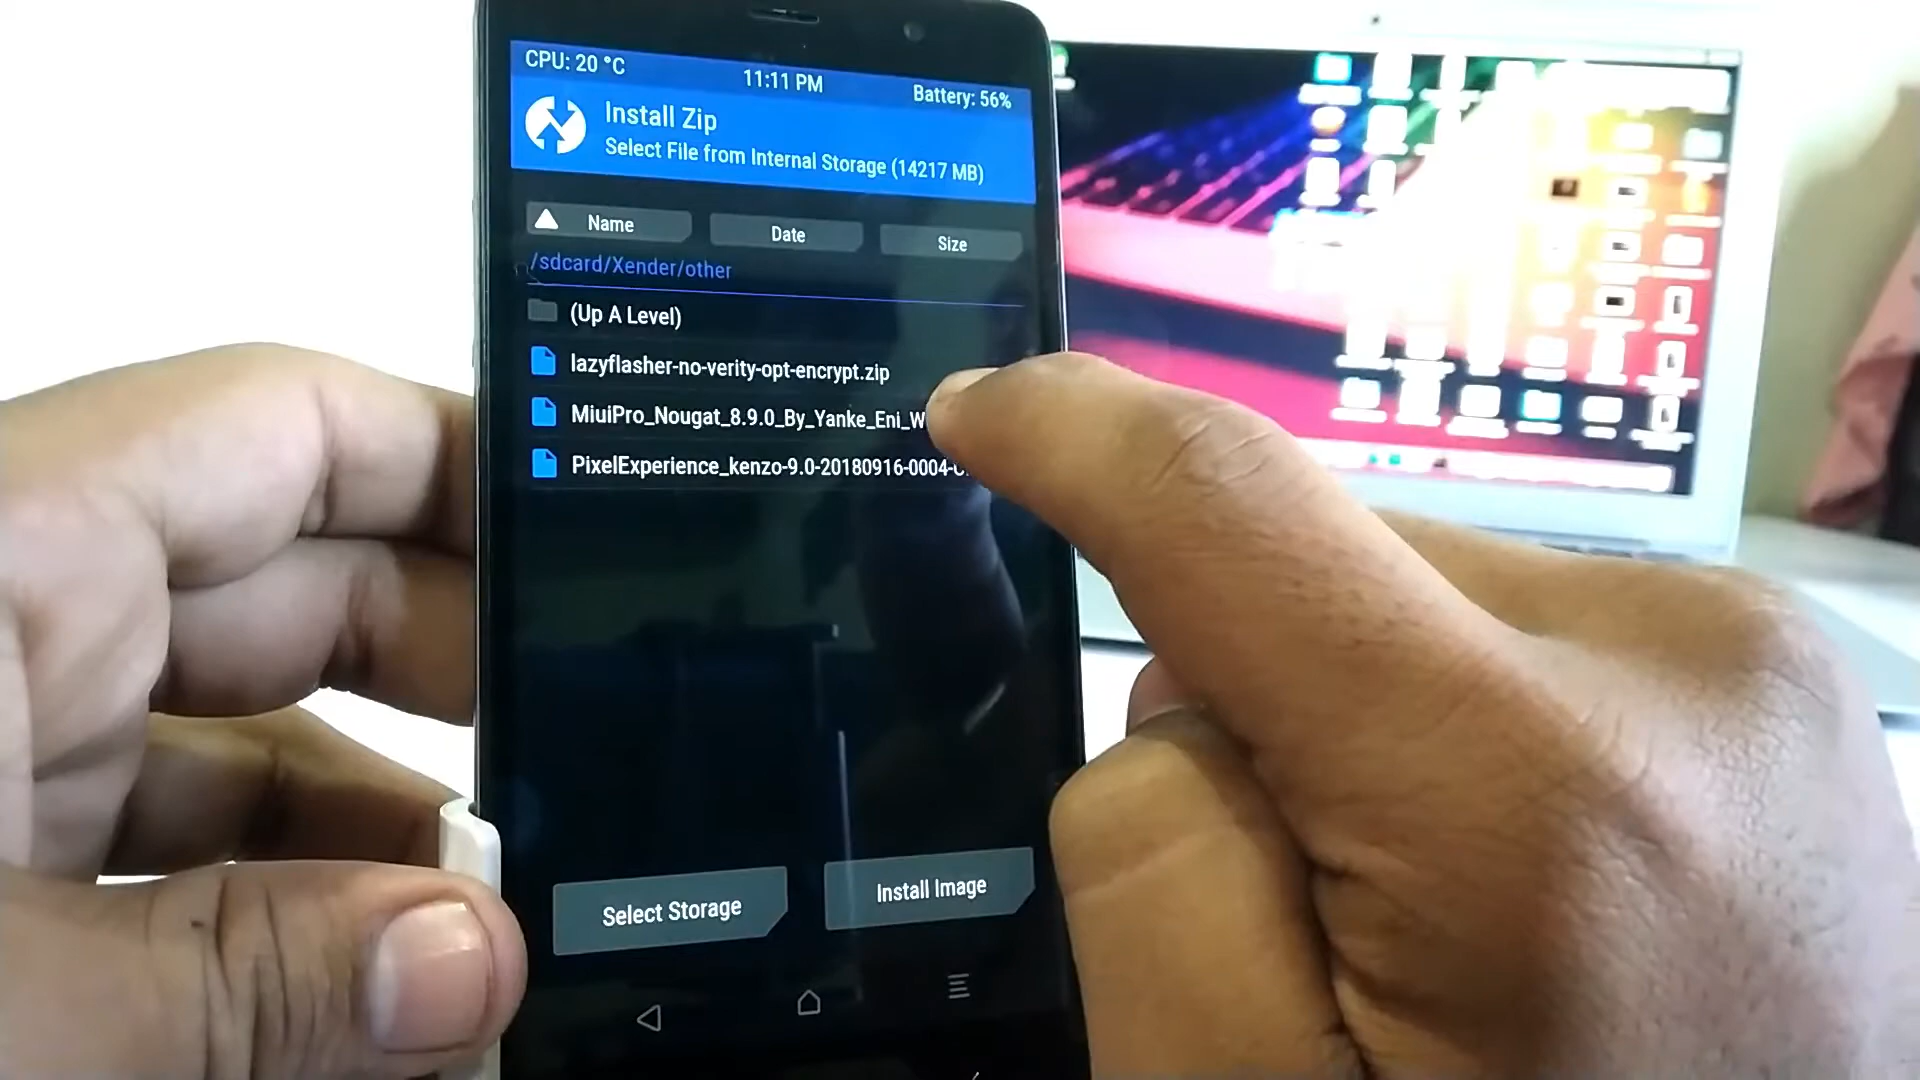 CPU: 20 °C
11:11 PM
Battery: 56%
Install Zip
Select File from Internal Storage (14217 MB)
Name
Date
Size
/sdcard/Xender/other
(Up A Level)
lazyflasher-no-verity-opt-encrypt.zip
MiuiPro_Nougat_8.9.0_By_Yanke_Eni_W
PixelExperience_kenzo-9.0-20180916-0004-
Select Storage
Install Image